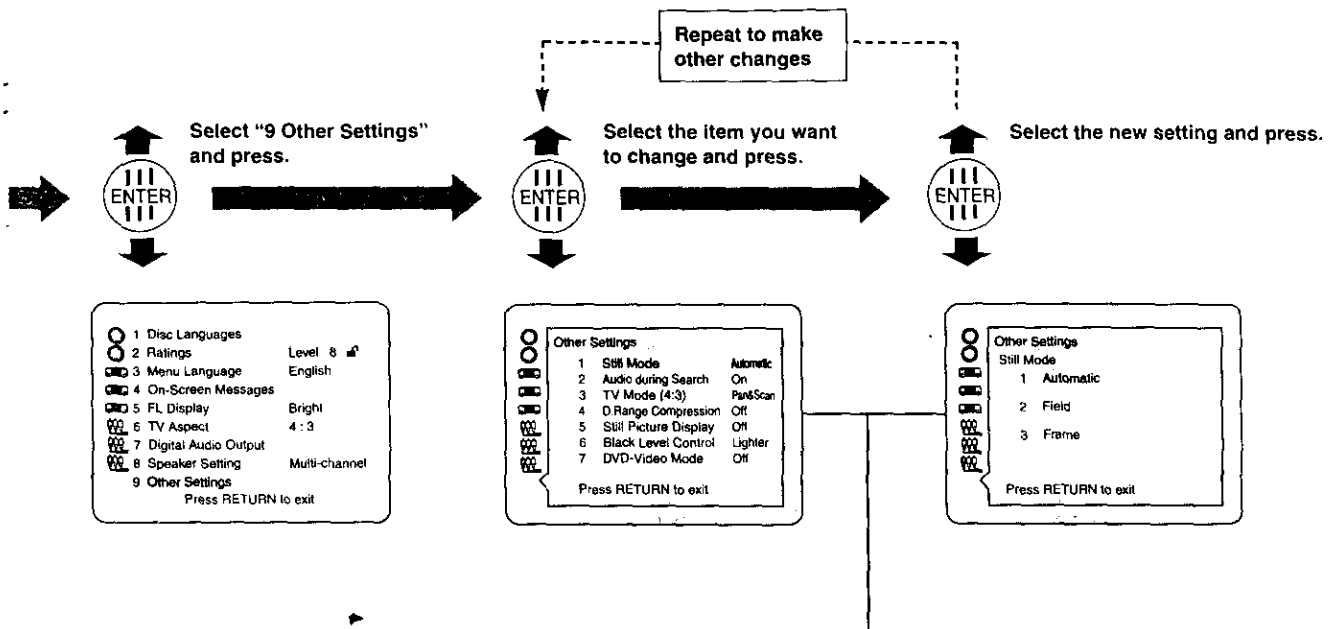 Repeat to make
other changes
Select “9 Other Settings”
and press.
Select the item you want
to change and press.
Select the new setting and press.
ENTER
ENTER
ENTER
1 Disc Languages
2 Ratings Level 8
3 Menu Language English
4 On-Screen Messages
5 FL Display Bright
6 TV Aspect 4 : 3
7 Digital Audio Output
8 Speaker Setting Multi-channel
9 Other Settings
Press RETURN to exit
Other Settings
1 Still Mode Automatic
2 Audio during Search On
3 TV Mode (4:3) Pan&Scan
4 D.Range Compression Off
5 Still Picture Display Off
6 Black Level Control Lighter
7 DVD-Video Mode Off
Press RETURN to exit
Other Settings
Still Mode
1 Automatic
2 Field
3 Frame
Press RETURN to exit